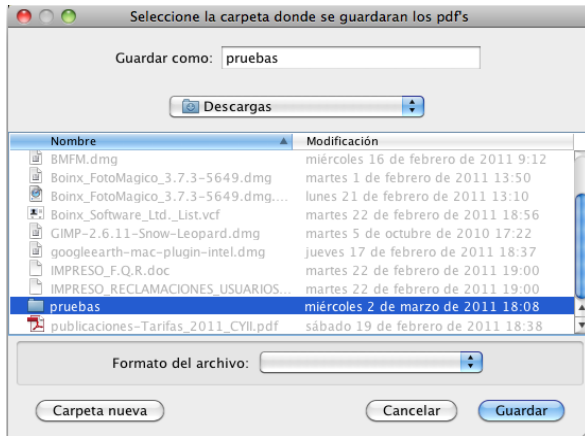 Seleccione la carpeta donde se guardaran los pdf's
Guardar como: pruebas
Descargas
Nombre Modificación
BMFM.dmg miércoles 16 de febrero de 2011 9:12
Boinx_FotoMagico_3.7.3-5649.dmg martes 1 de febrero de 2011 13:50
Boinx_FotoMagico_3.7.3-5649.dmg.... lunes 21 de febrero de 2011 13:10
Boinx_Software_Ltd._List.vcf martes 22 de febrero de 2011 18:56
GIMP-2.6.11-Snow-Leopard.dmg martes 5 de octubre de 2010 17:22
googleearth-mac-plugin-intel.dmg jueves 17 de febrero de 2011 18:37
IMPRESO_F.Q.R.doc martes 22 de febrero de 2011 19:00
IMPRESO_RECLAMACIONES_USUARIOS... martes 22 de febrero de 2011 19:00
pruebas miércoles 2 de marzo de 2011 18:08
publicaciones-Tarifas_2011_CYII.pdf sábado 19 de febrero de 2011 18:38
Formato del archivo:
Carpeta nueva Cancelar Guardar